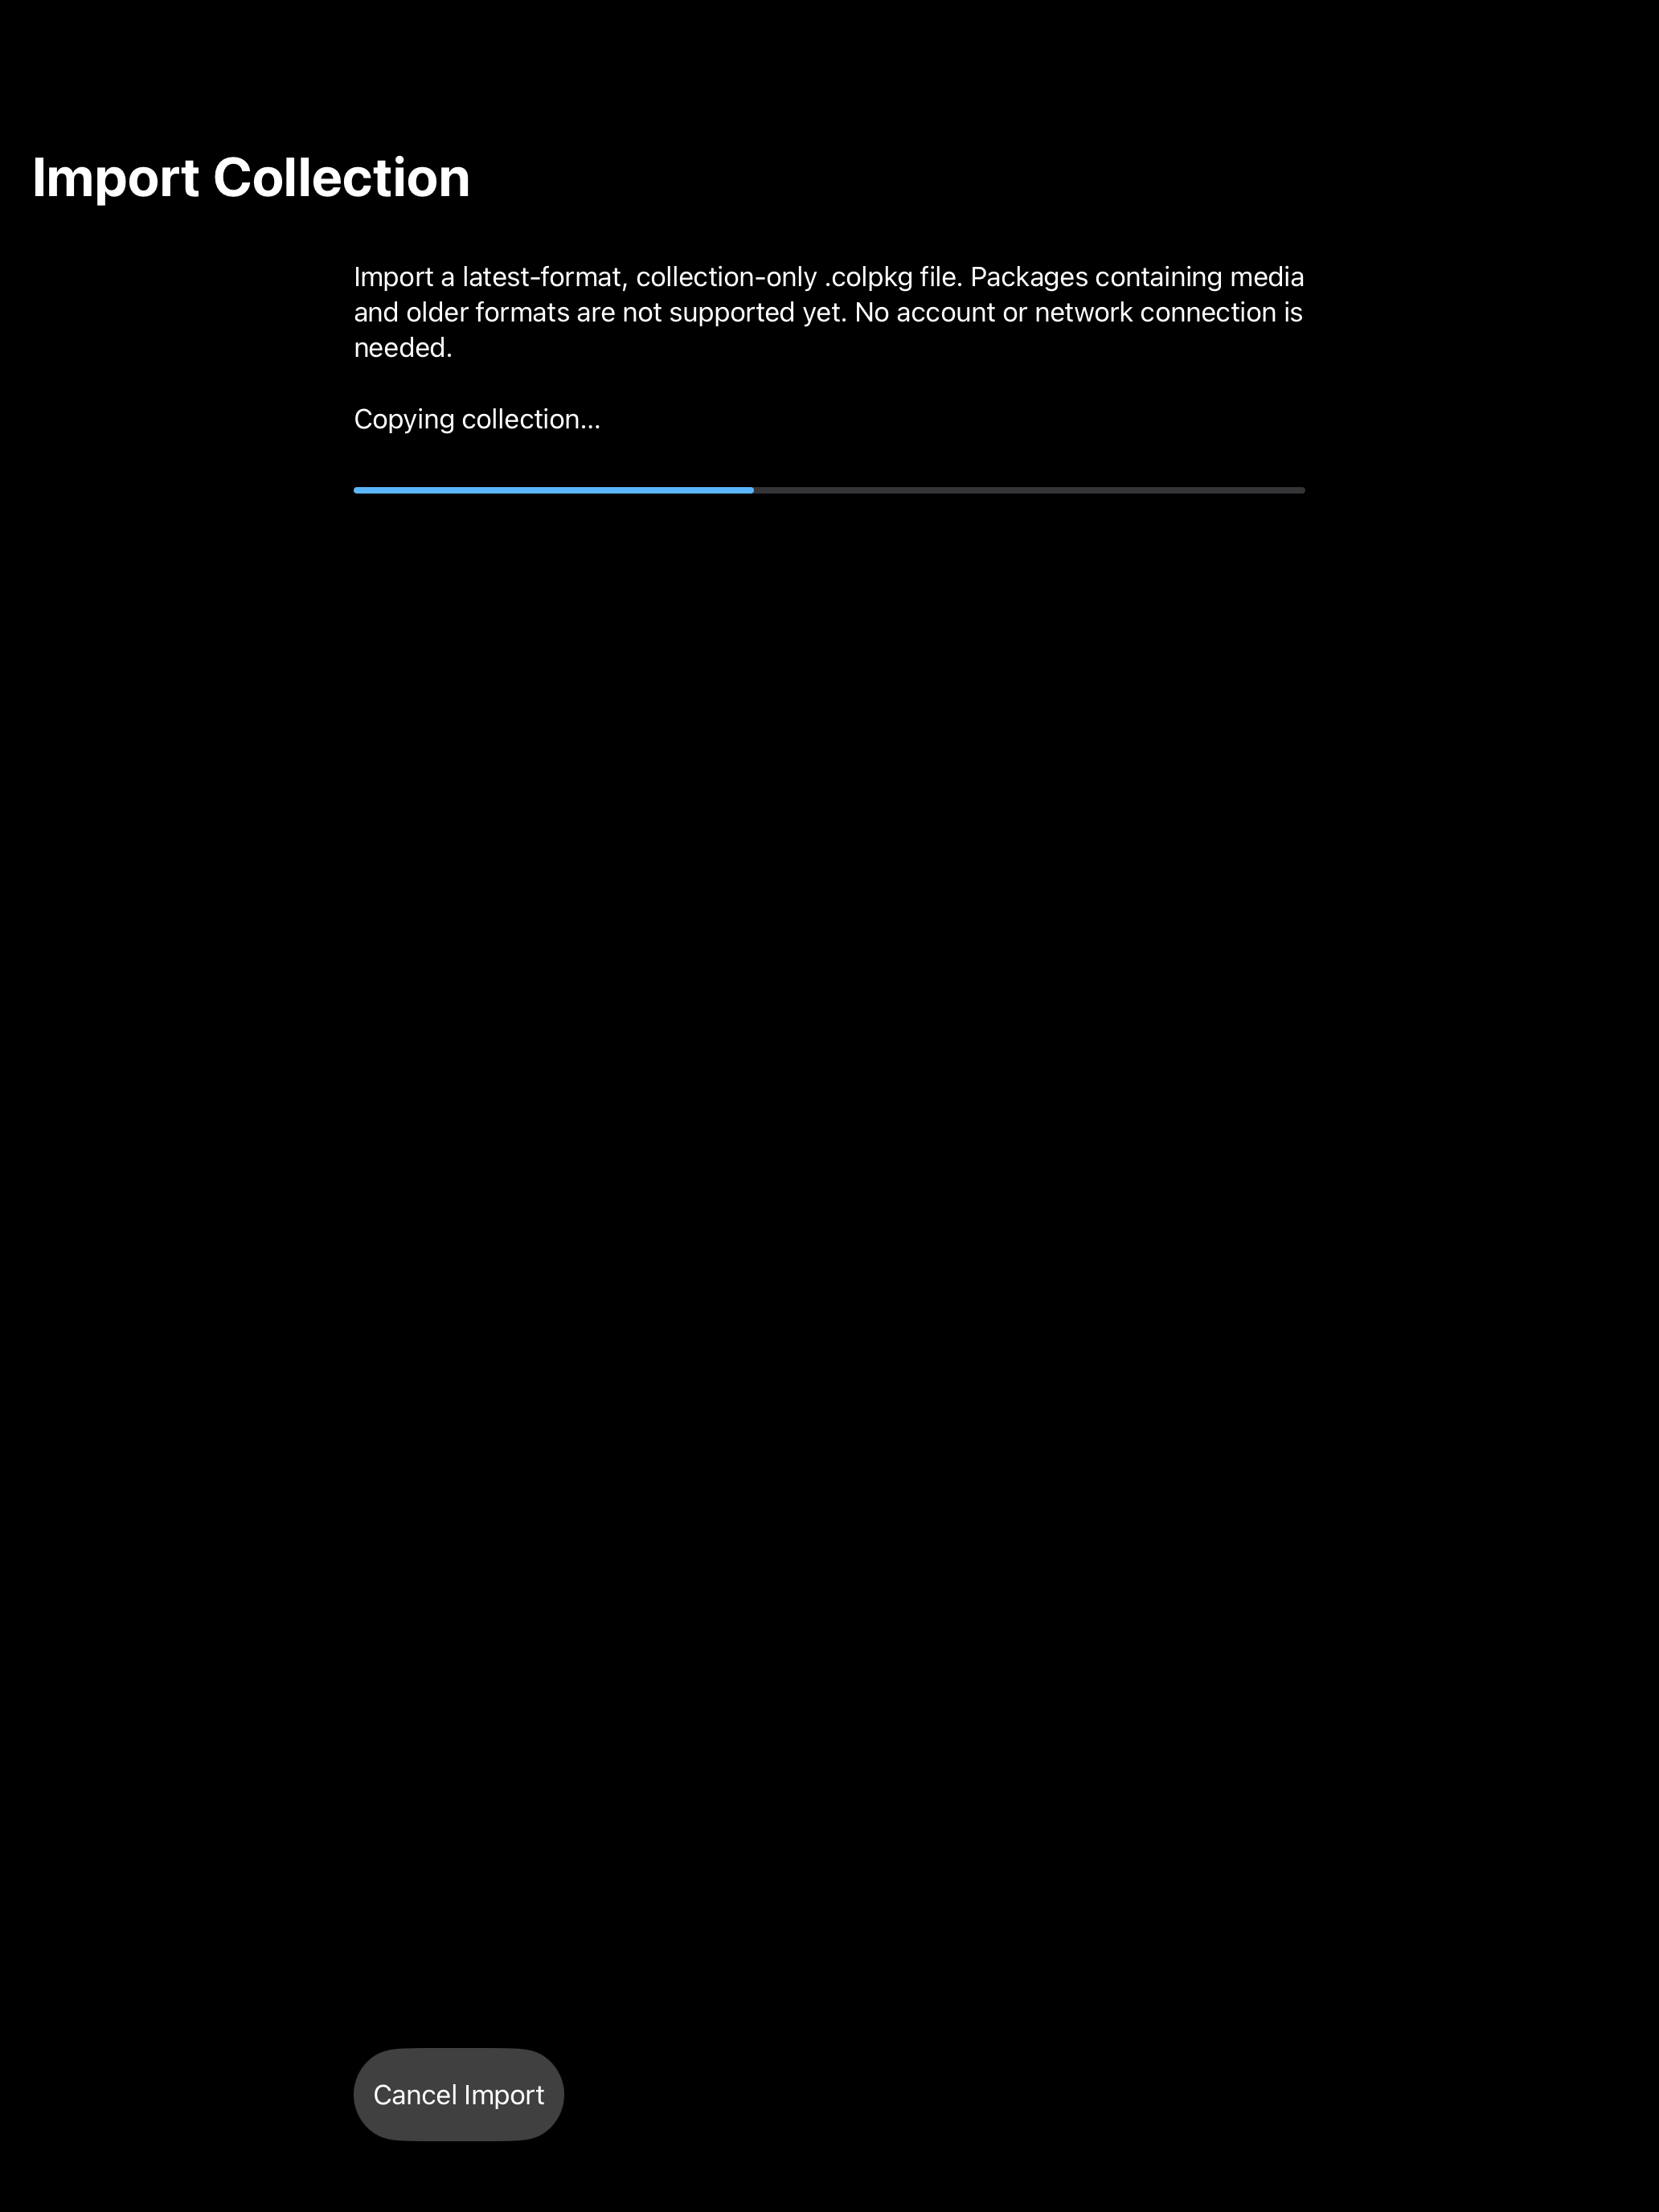 Import Collection
Import a latest-format, collection-only .colpkg file. Packages containing media
and older formats are not supported yet. No account or network connection is
needed.
Copying collection...
Cancel Import